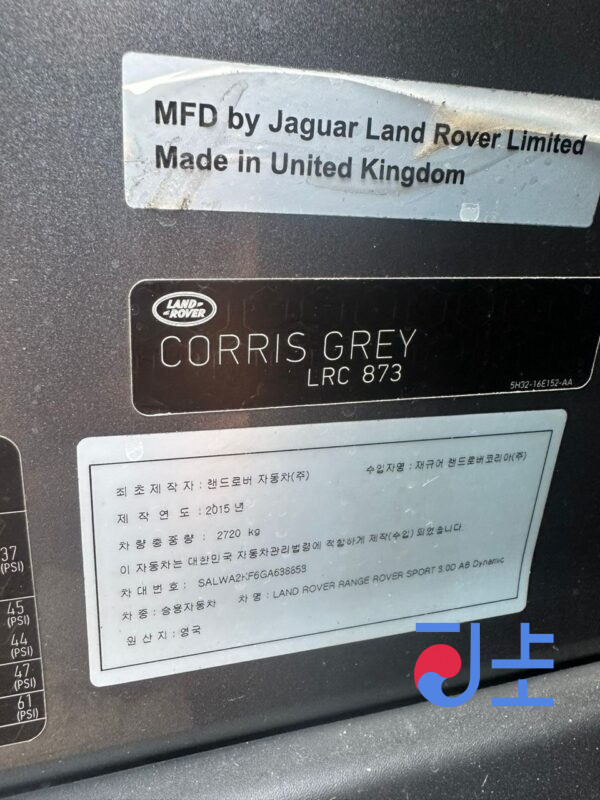 MFD by Jaguar Land Rover Limited
Made in United Kingdom
LAND-
-ROVER
CORRIS GREY
LRC 873
5H32-16E152-AA
최초제작자 : 랜드로버 자동차(주) 수입자명 : 재규어 랜드로버코리아(주)
제 작 연 도 : 2015 년
차량총중량 : 2720 kg
이 자동차는 대한민국 자동차관리법령에 적합하게 제작(수입) 되었습니다.
차 대 번 호 : SALWA2KF6GA638653
차 종 : 승용자동차 차 명 : LAND ROVER RANGE ROVER SPORT 3.0D AB Dynamic
원 산 지 : 영국
37
(PSI)
45
(PSI)
44
(PSI)
47
(PSI)
61
(PSI)